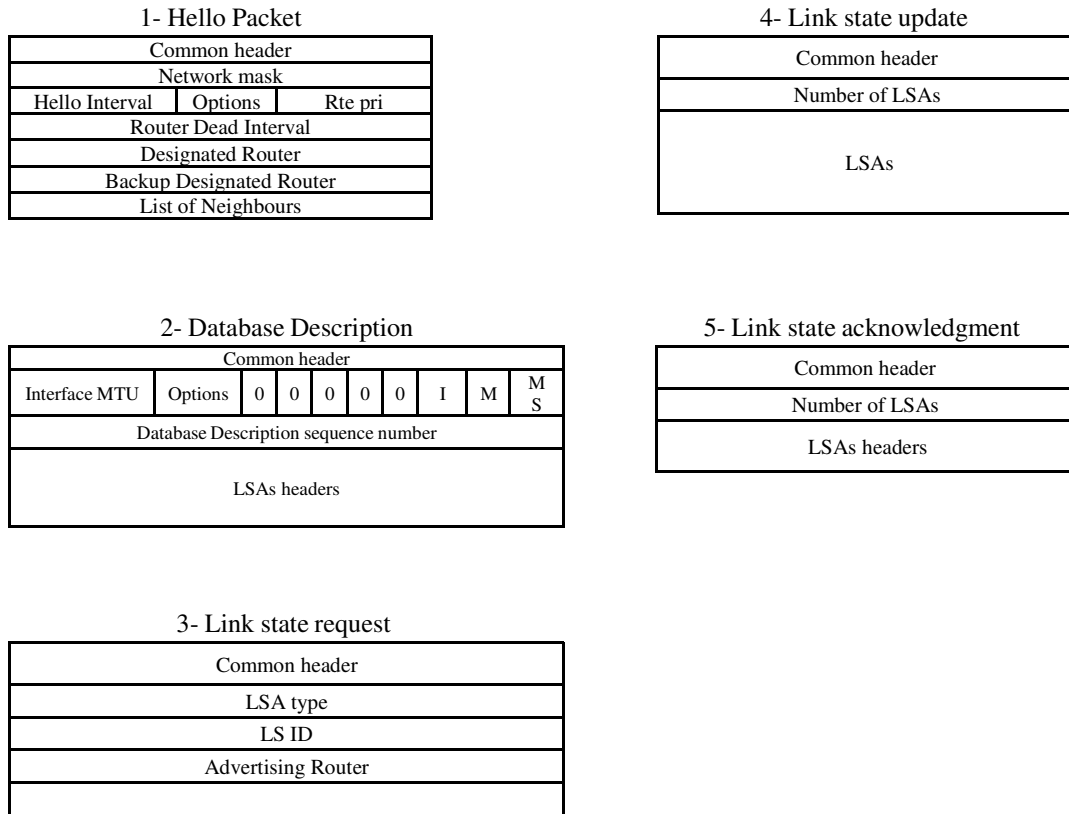 1- Hello Packet
Common header
Network mask
Hello Interval Options Rte pri
Router Dead Interval
Designated Router
Backup Designated Router
List of Neighbours
2- Database Description
Common header
Interface MTU Options 0 0 0 0 0 I M M
S
Database Description sequence number
LSAs headers
3- Link state request
Common header
LSA type
LS ID
Advertising Router
4- Link state update
Common header
Number of LSAs
LSAs
5- Link state acknowledgment
Common header
Number of LSAs
LSAs headers